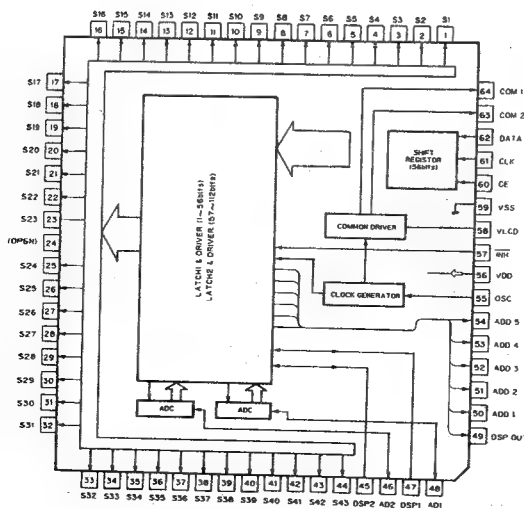 S16 S15 S14 S13 S12 S11 S10 S9 S8 S7 S6 S5 S4 S3 S2 S1
16 15 14 13 12 11 10 9 8 7 6 5 4 3 2 1
S17 17
S18 18
S19 19
S20 20
S21 21
S22 22
S23 23
(OPEN) 24
S24 25
S25 26
S26 27
S27 28
S28 29
S29 30
S30 31
S31 32
LATCH1 & DRIVER (1~56bits)
LATCH2 & DRIVER (57~112bits)
SHIFT
REGISTER
(56bits)
COMMON DRIVER
CLOCK GENERATOR
ADC
ADC
64 COM 1
63 COM 2
62 DATA
61 CLK
60 CE
59 VSS
58 VLCD
57 INH
56 VDD
55 OSC
54 ADD 5
53 ADD 4
52 ADD 3
51 ADD 2
50 ADD 1
49 DSP OUT
33 34 35 36 37 38 39 40 41 42 43 44 45 46 47 48
S32 S33 S34 S35 S36 S37 S38 S39 S40 S41 S42 S43 DSP2 AD2 DSP1 AD1